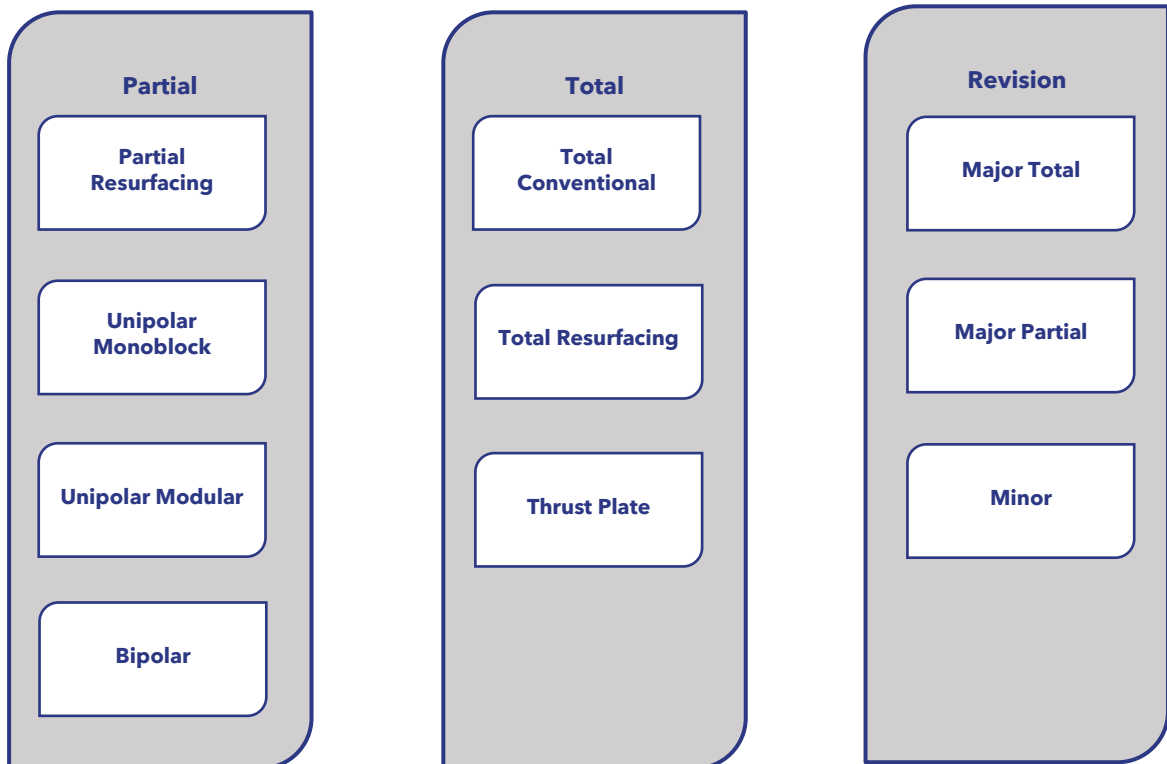 Partial
Partial
Resurfacing
Unipolar
Monoblock
Unipolar Modular
Bipolar
Total
Total
Conventional
Total Resurfacing
Thrust Plate
Revision
Major Total
Major Partial
Minor